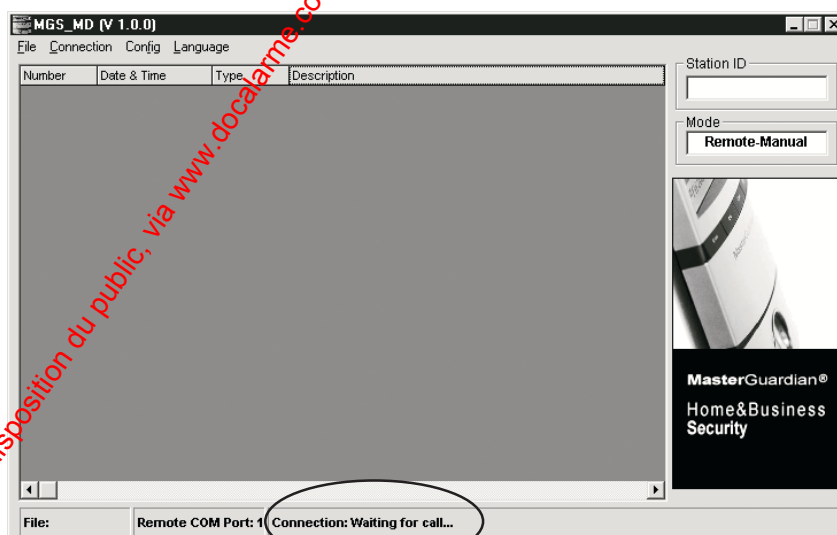 MGS_MD (V 1.0.0)
File Connection Config Language
Number Date & Time Type Description
Station ID
Mode
Remote-Manual
MasterGuardian®
Home&Business
Security
File: Remote COM Port: 1 Connection: Waiting for call...
disposition du public, via www.docalarme.co